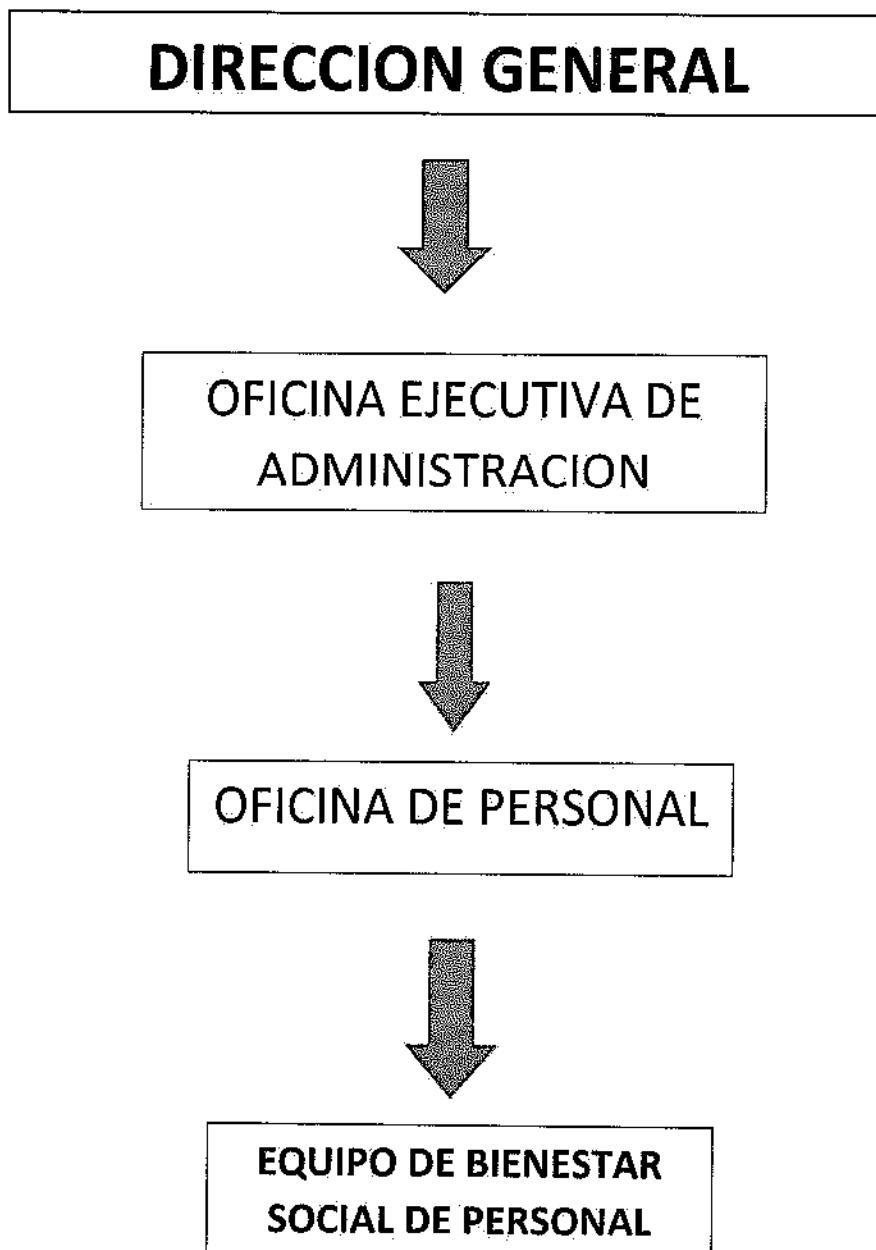 DIRECCION GENERAL
OFICINA EJECUTIVA DE
ADMINISTRACION
OFICINA DE PERSONAL
EQUIPO DE BIENESTAR
SOCIAL DE PERSONAL